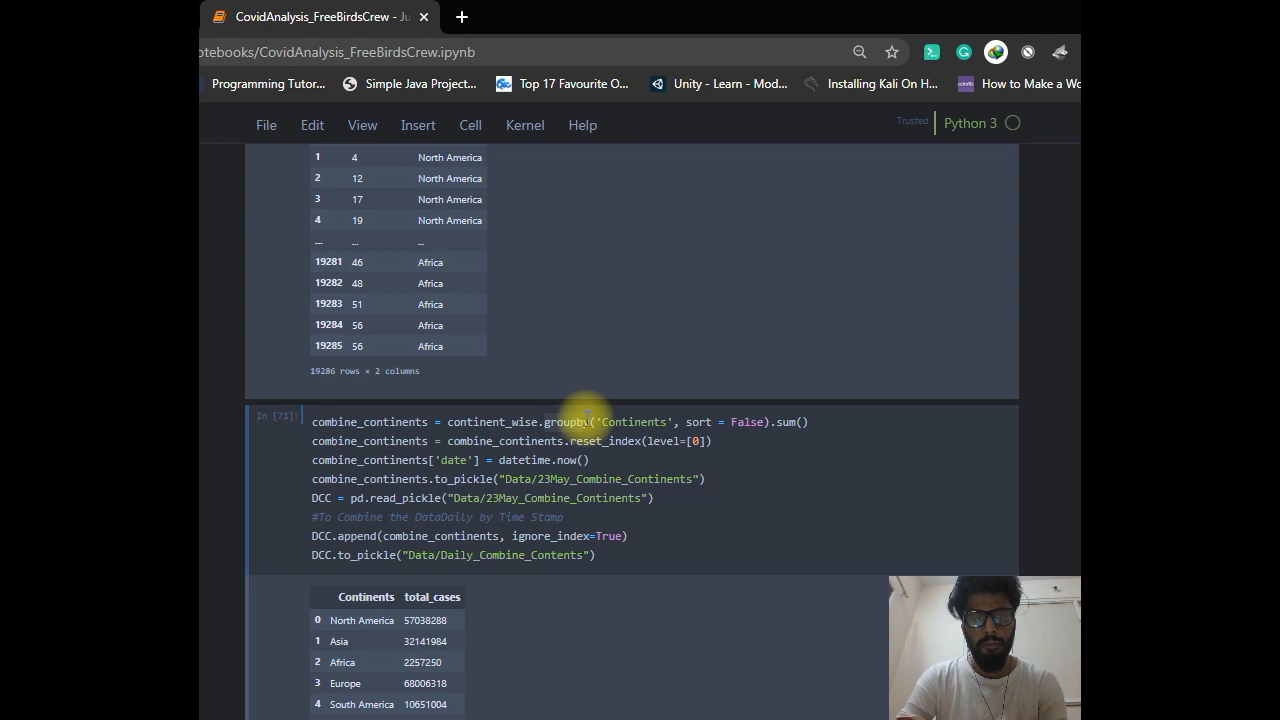 CovidAnalysis_FreeBirdsCrew - Ju
otebooks/CovidAnalysis_FreeBirdsCrew.ipynb
Programming Tutor... Simple Java Project... Top 17 Favourite O... Unity - Learn - Mod... Installing Kali On H... How to Make a Wo
File Edit View Insert Cell Kernel Help Trusted Python 3
1 4 North America
2 12 North America
3 17 North America
4 19 North America
... ... ...
19281 46 Africa
19282 48 Africa
19283 51 Africa
19284 56 Africa
19285 56 Africa
19286 rows × 2 columns
In [71]:
combine_continents = continent_wise.groupby('Continents', sort = False).sum()
combine_continents = combine_continents.reset_index(level=[0])
combine_continents['date'] = datetime.now()
combine_continents.to_pickle("Data/23May_Combine_Continents")
DCC = pd.read_pickle("Data/23May_Combine_Continents")
#To Combine the DataDaily by Time Stamp
DCC.append(combine_continents, ignore_index=True)
DCC.to_pickle("Data/Daily_Combine_Contents")
Continents total_cases
0 North America 57038288
1 Asia 32141984
2 Africa 2257250
3 Europe 68006318
4 South America 10651004